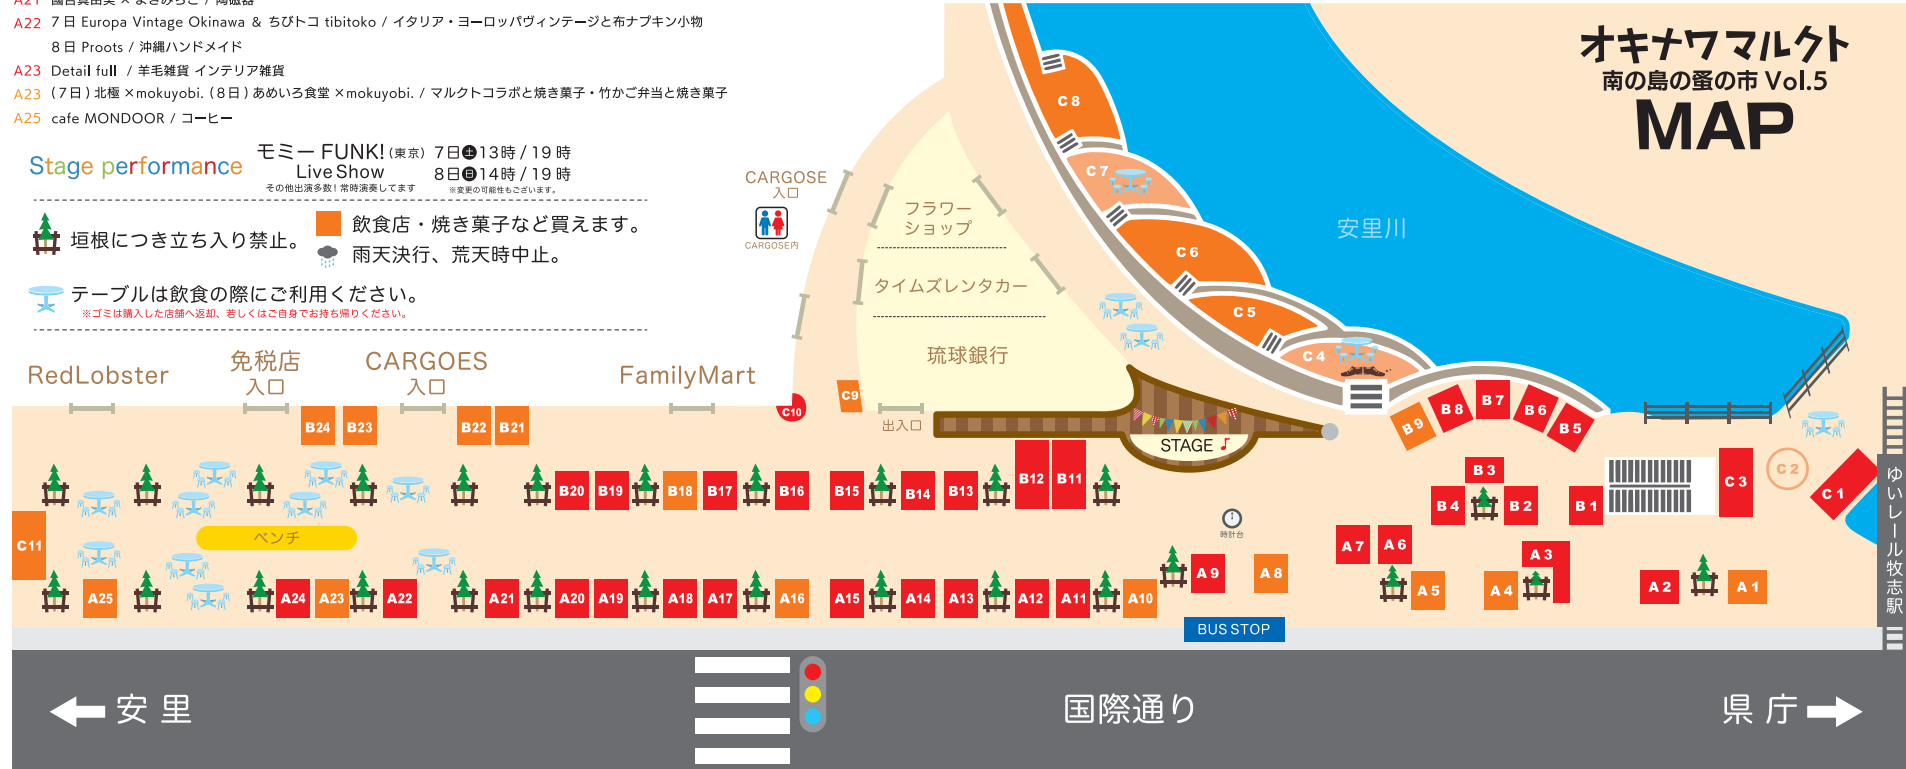 A21 國吉真由美 × よぎみちこ / 陶磁器
A22 7日 Europa Vintage Okinawa & ちびトコ tibitoko / イタリア・ヨーロッパヴィンテージと布ナプキン小物
8日 Proots / 沖縄ハンドメイド
A23 Detail full / 羊毛雑貨 インテリア雑貨
A23 (7日) 北極 ×mokuyobi. (8日) あめいろ食堂 ×mokuyobi. / マルクトコラボと焼き菓子・竹かご弁当と焼き菓子
A25 cafe MONDOOR / コーヒー
オキナワマルクト
南の島の蚤の市 Vol.5
MAP
Stage performance
モミー FUNK! (東京) 7日土13時 / 19時
Live Show 8日日14時 / 19時
その他出演多数! 常時演奏してます ※変更の可能性もございます。
垣根につき立ち入り禁止。
飲食店・焼き菓子など買えます。
雨天決行、荒天時中止。
テーブルは飲食の際にご利用ください。
※ゴミは購入した店舗へ返却、若しくはご自身でお持ち帰りください。
CARGOSE
入口
CARGOSE内
フラワー
ショップ
タイムズレンタカー
琉球銀行
安里川
C8
C7
C6
C5
C4
RedLobster
免税店
入口
CARGOES
入口
FamilyMart
C10
C9
出入口
STAGE
B24 B23 B22 B21
B9 B8 B7 B6 B5
B20 B19 B18 B17 B16 B15 B14 B13 B12 B11
B3
B4 B2 B1
C3 C2 C1
ゆいレール牧志駅
C11
ベンチ
時計台
A25 A24 A23 A22 A21 A20 A19 A18 A17 A16 A15 A14 A13 A12 A11 A10
A9 A8 A7 A6 A5 A4 A3 A2 A1
BUS STOP
安里
国際通り
県庁